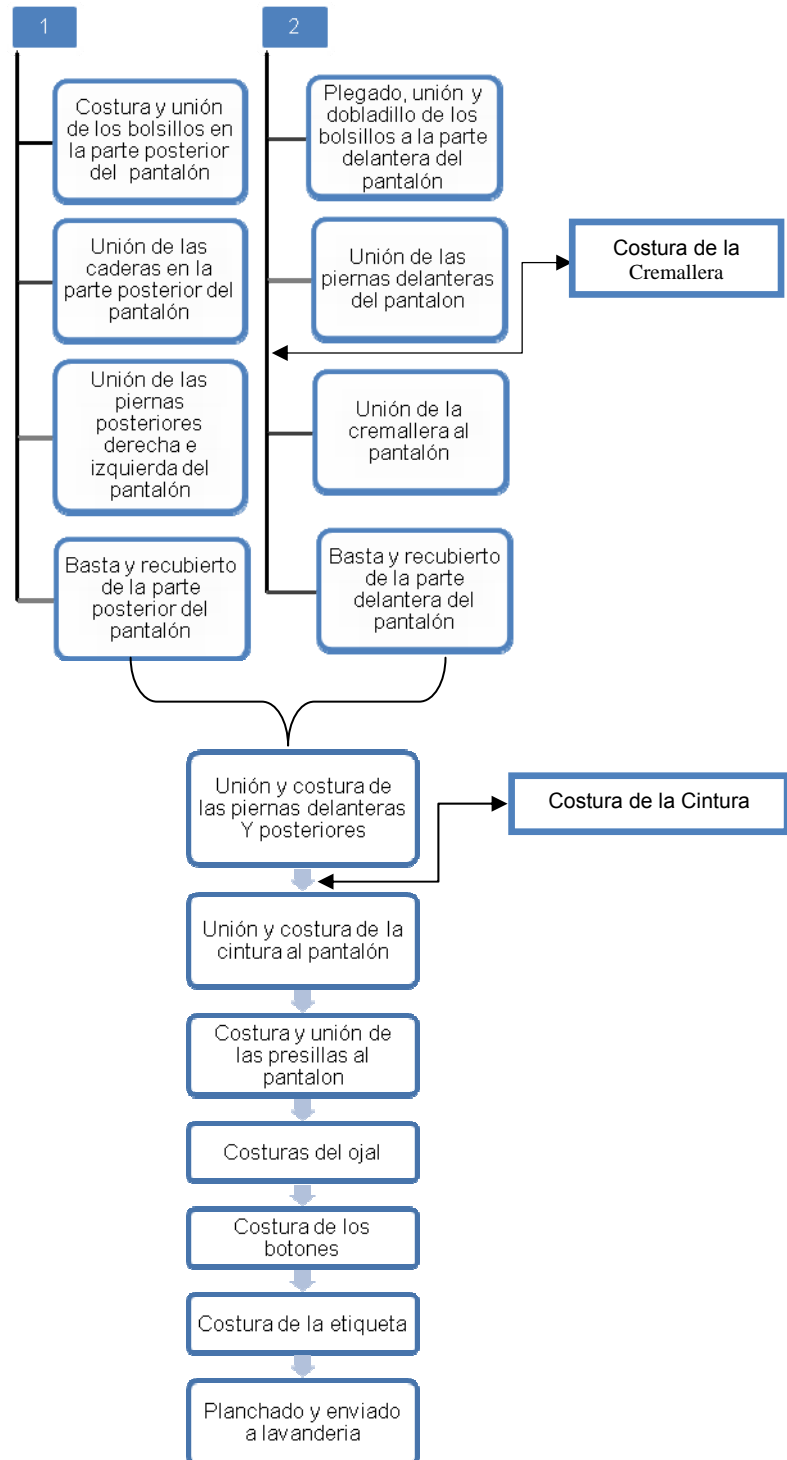 1
Costura y unión
de los bolsillos en
la parte posterior
del pantalón
Unión de las
caderas en la
parte posterior del
pantalón
Unión de las
piernas
posteriores
derecha e
izquierda del
pantalón
Basta y recubierto
de la parte
posterior del
pantalón
2
Plegado, unión y
dobladillo de los
bolsillos a la parte
delantera del
pantalón
Unión de las
piernas delanteras
del pantalon
Costura de la
Cremallera
Unión de la
cremallera al
pantalón
Basta y recubierto
de la parte
delantera del
pantalón
Unión y costura de
las piernas delanteras
Y posteriores
Costura de la Cintura
Unión y costura de la
cintura al pantalón
Costura y unión de
las presillas al
pantalon
Costuras del ojal
Costura de los
botones
Costura de la etiqueta
Planchado y enviado
a lavanderia